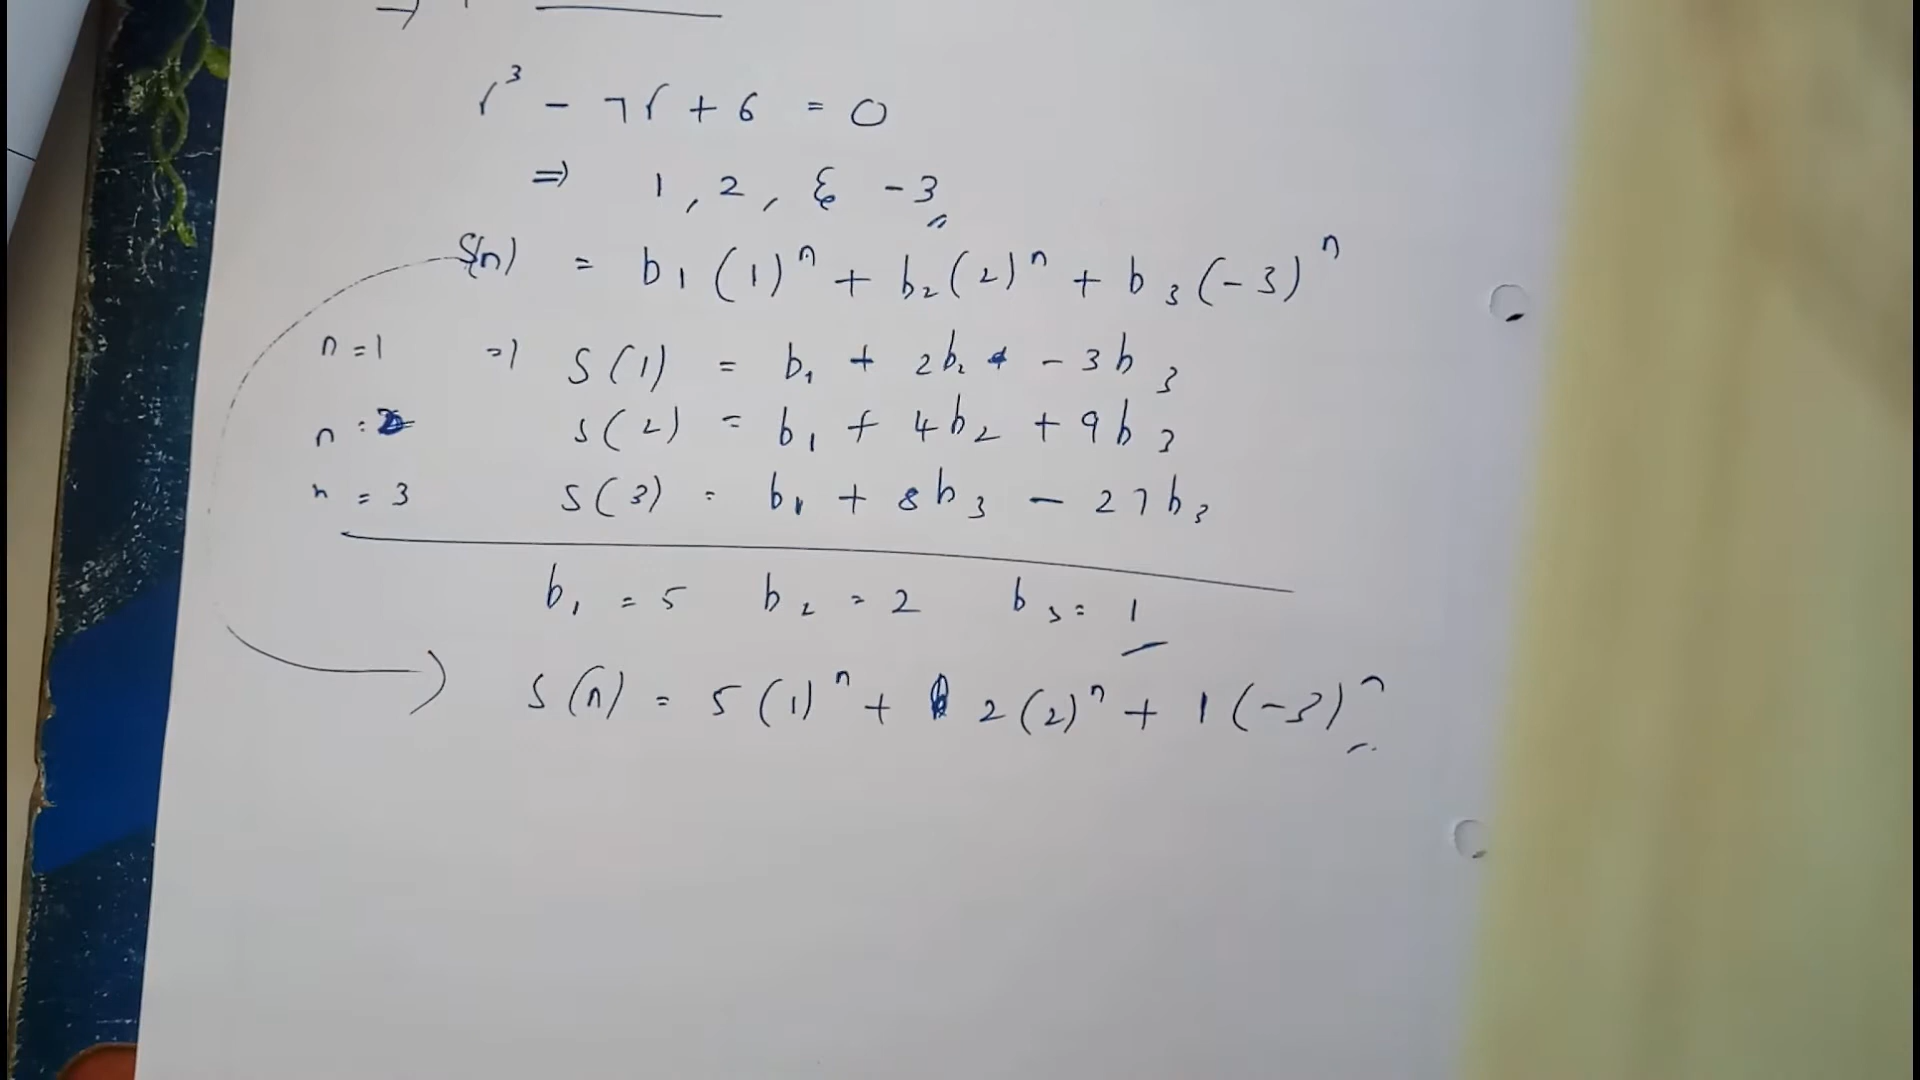 r³ - 7r + 6 = 0
⇒ 1, 2, & -3
S(n) = b₁(1)ⁿ + b₂(2)ⁿ + b₃(-3)ⁿ
n=1 ⇒ S(1) = b₁ + 2b₂ - 3b₃
n=2 S(2) = b₁ + 4b₂ + 9b₃
n=3 S(3) = b₁ + 8b₃ - 27b₃
b₁ = 5 b₂ = 2 b₃ = 1
S(n) = 5(1)ⁿ + 2(2)ⁿ + 1(-3)ⁿ